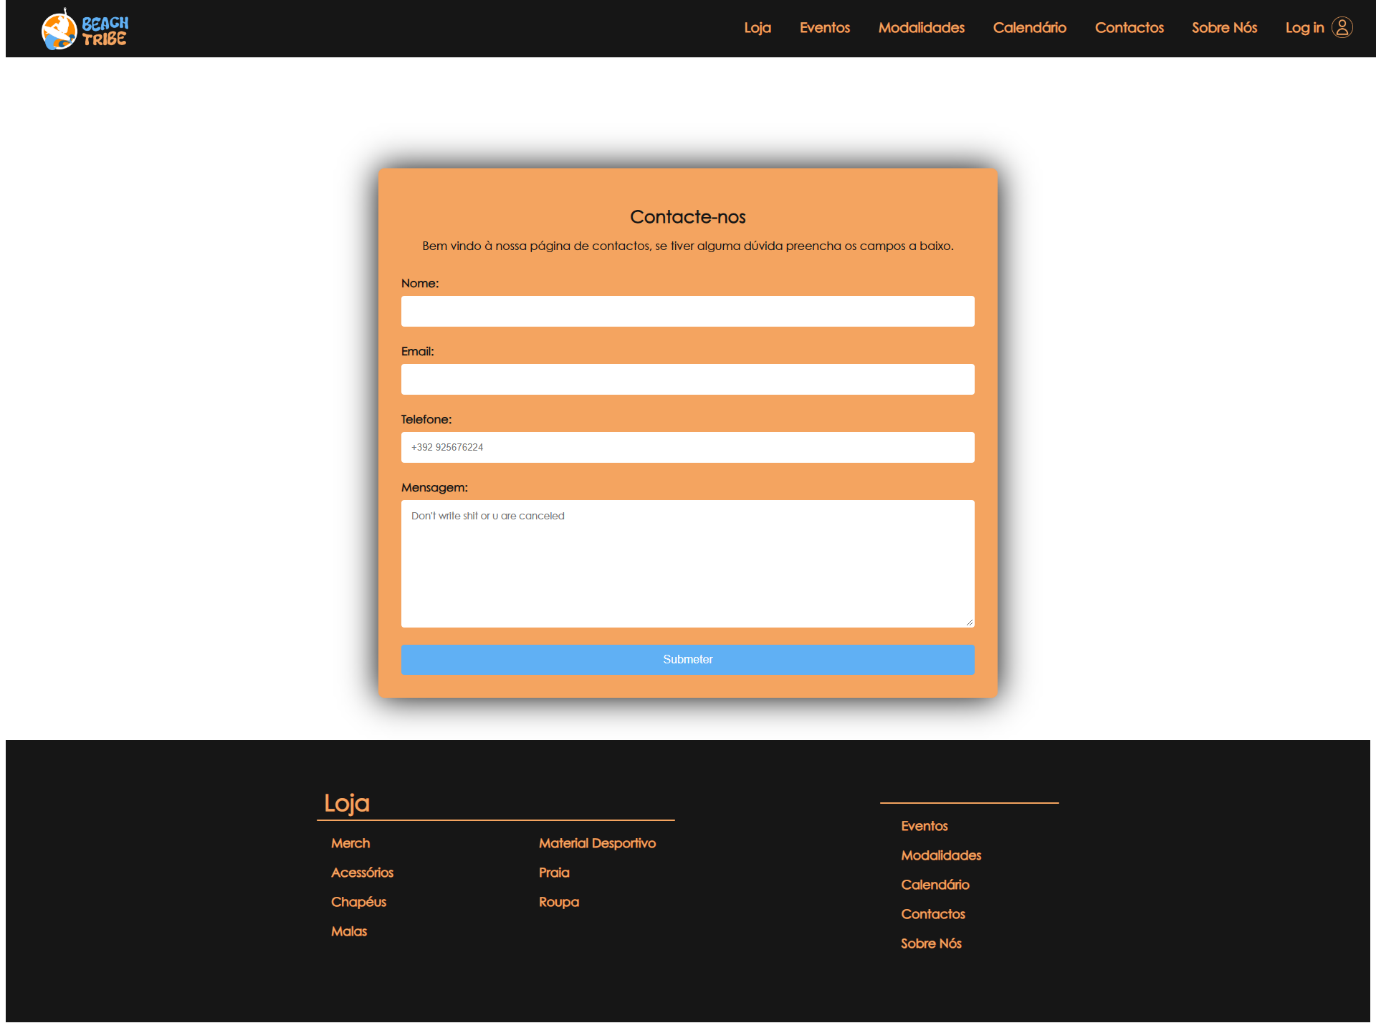 BEACH
TRIBE
Loja Eventos Modalidades Calendário Contactos Sobre Nós Log in
Contacte-nos
Bem vindo à nossa página de contactos, se tiver alguma dúvida preencha os campos a baixo.
Nome:
Email:
Telefone:
+392 925676224
Mensagem:
Don't write shit or u are canceled
Submeter
Loja
Merch
Acessórios
Chapéus
Malas
Material Desportivo
Praia
Roupa
Eventos
Modalidades
Calendário
Contactos
Sobre Nós